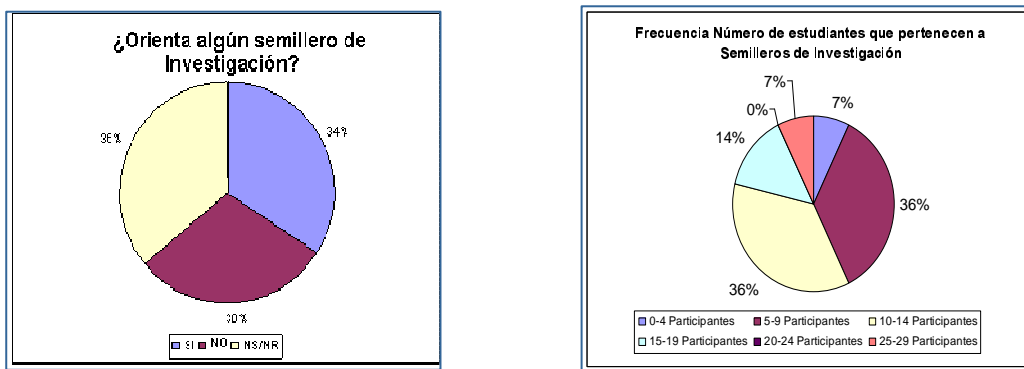 ¿Orienta algún semillero de
Investigación?
36%
34%
30%
SI NO NS/NR
Frecuencia Número de estudiantes que pertenecen a
Semilleros de Investigación
7%
0%
7%
14%
36%
36%
0-4 Participantes 5-9 Participantes 10-14 Participantes
15-19 Participantes 20-24 Participantes 25-29 Participantes